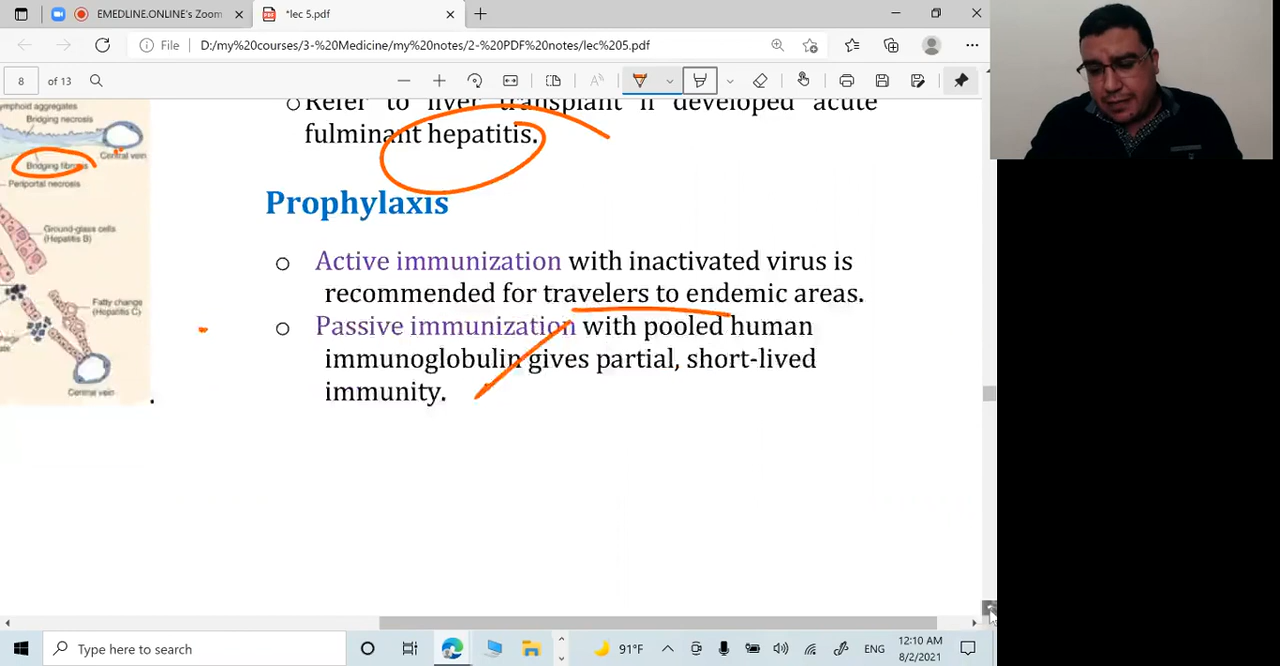 EMEDLINE.ONLINE's Zoom
*lec 5.pdf
File
D:/my%20courses/3-%20Medicine/my%20notes/2-%20PDF%20notes/lec%205.pdf
8 of 13
Refer to liver transplant if developed acute
fulminant hepatitis.
Prophylaxis
Active immunization with inactivated virus is
recommended for travelers to endemic areas.
Passive immunization with pooled human
immunoglobulin gives partial, short-lived
immunity.
ymphoid aggregates
Bridging necrosis
Central vein
Bridging fibrosis
Periportal necrosis
Ground-glass cells
(Hepatitis B)
Fatty change
(Hepatitis C)
Central vein
Type here to search
91°F
ENG
12:10 AM
8/2/2021